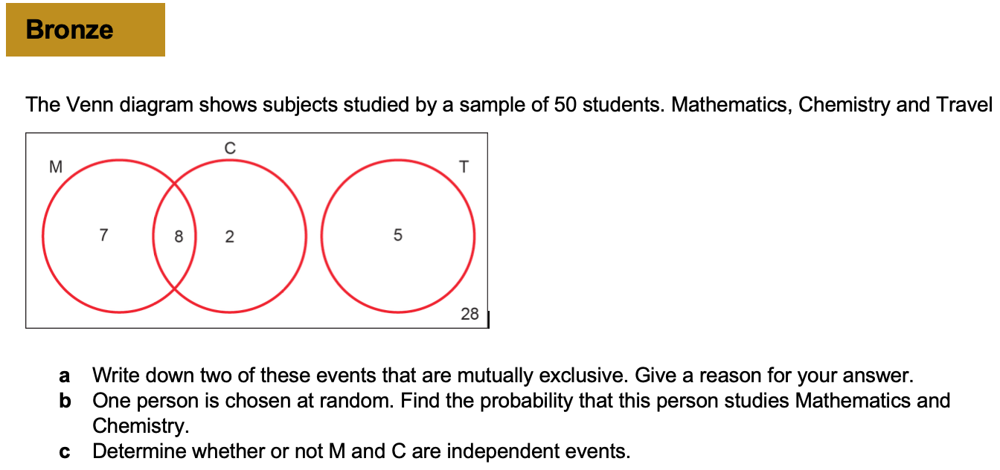 Bronze
The Venn diagram shows subjects studied by a sample of 50 students. Mathematics, Chemistry and Travel
C
M
T
7
8
2
5
28
a Write down two of these events that are mutually exclusive. Give a reason for your answer.
b One person is chosen at random. Find the probability that this person studies Mathematics and
Chemistry.
c Determine whether or not M and C are independent events.